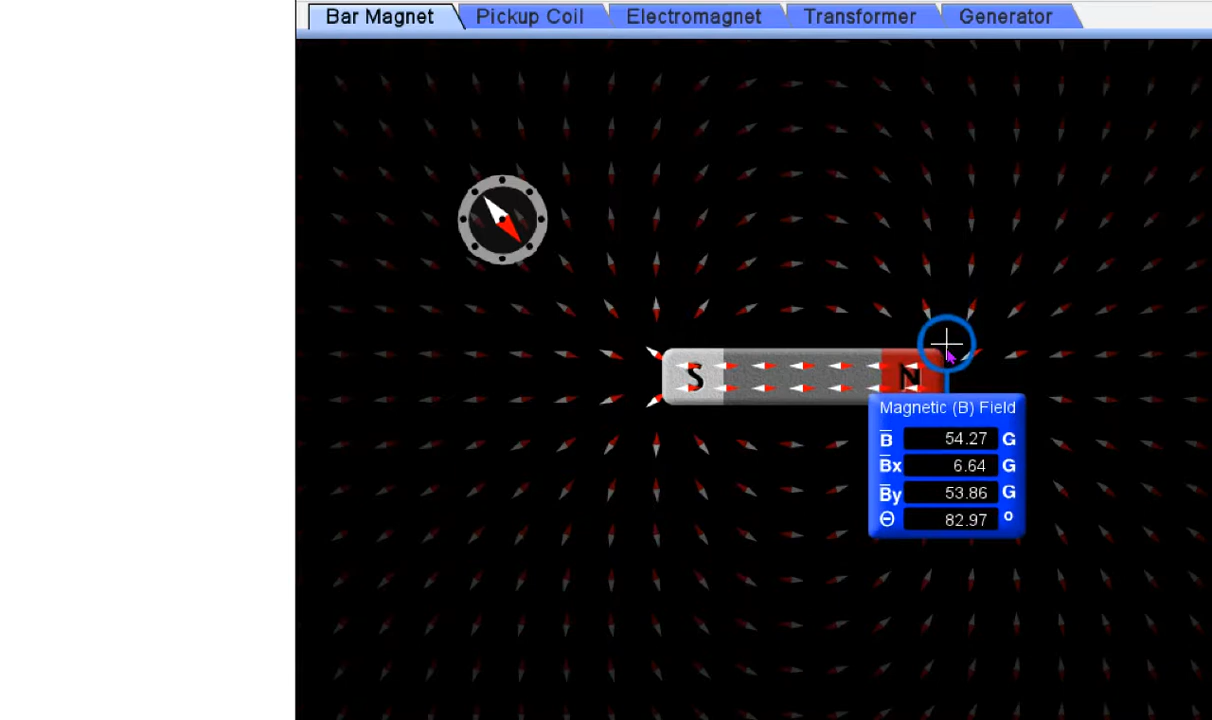 Bar Magnet Pickup Coil Electromagnet Transformer Generator
S N
Magnetic (B) Field
B 54.27 G
Bx 6.64 G
By 53.86 G
Θ 82.97 º